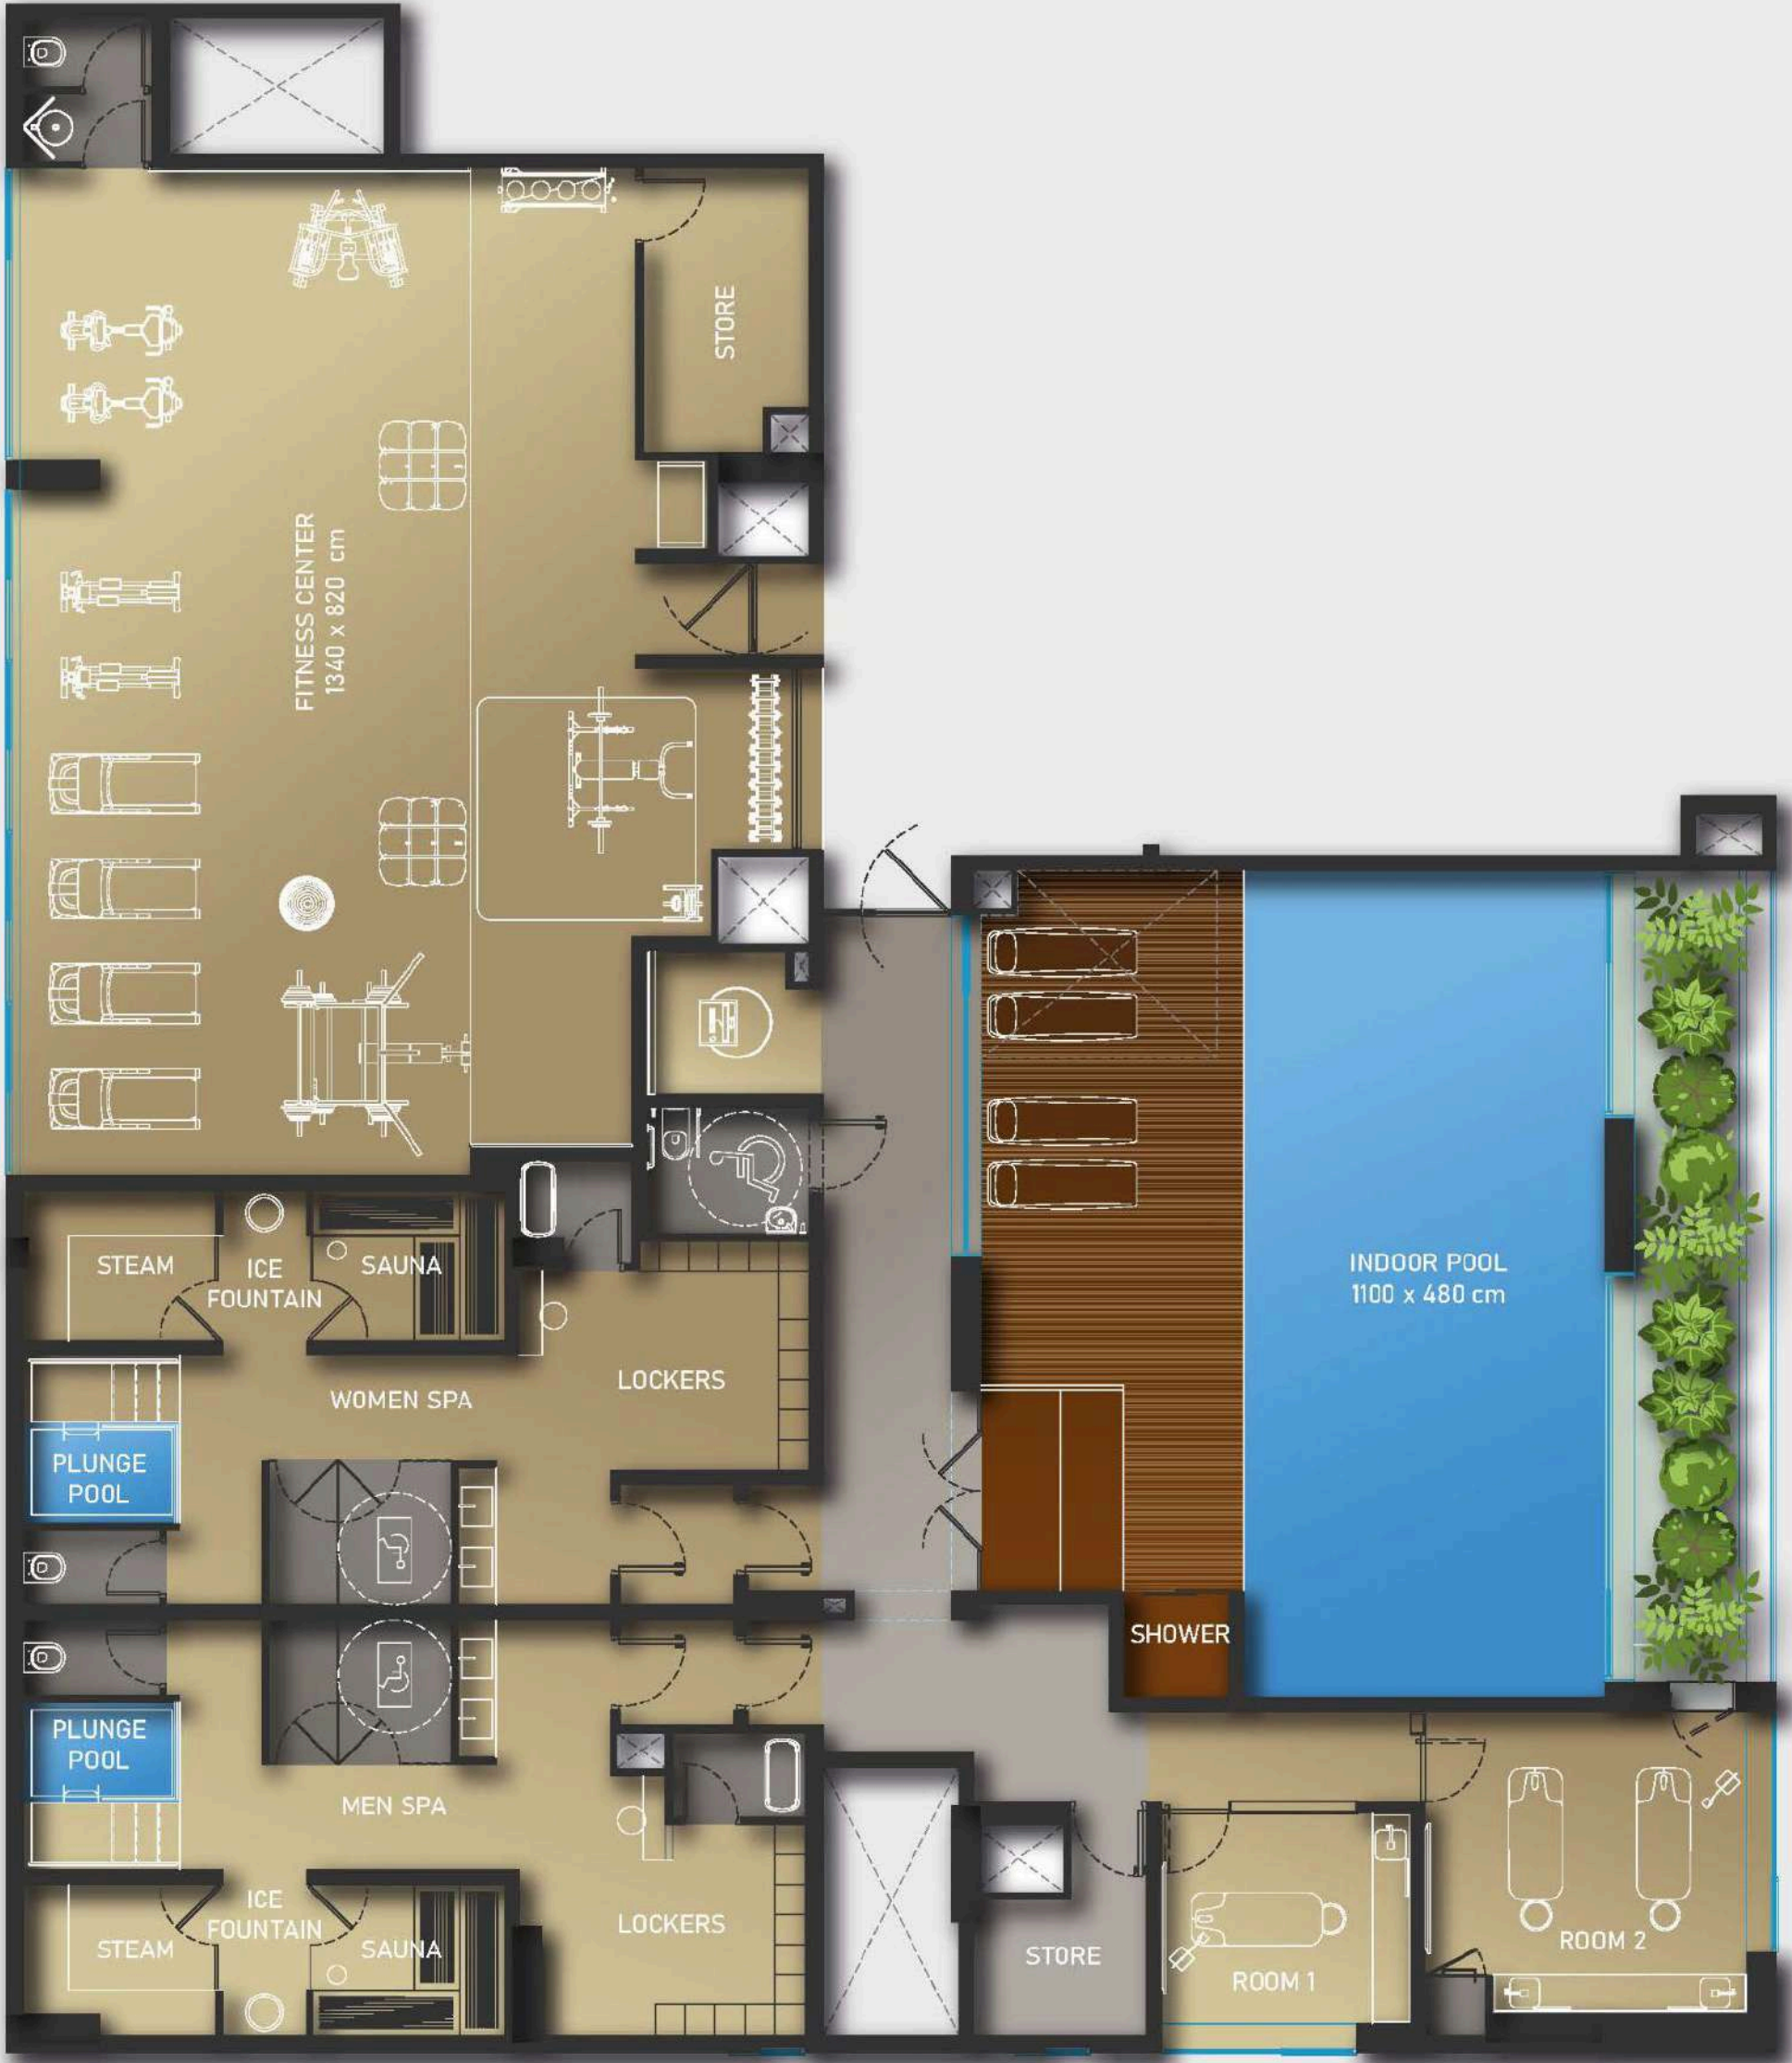 STORE
FITNESS CENTER
1340 x 820 cm
STEAM
ICE
FOUNTAIN
SAUNA
INDOOR POOL
1100 x 480 cm
LOCKERS
WOMEN SPA
PLUNGE
POOL
SHOWER
PLUNGE
POOL
MEN SPA
ICE
FOUNTAIN
STEAM
SAUNA
LOCKERS
STORE
ROOM 1
ROOM 2